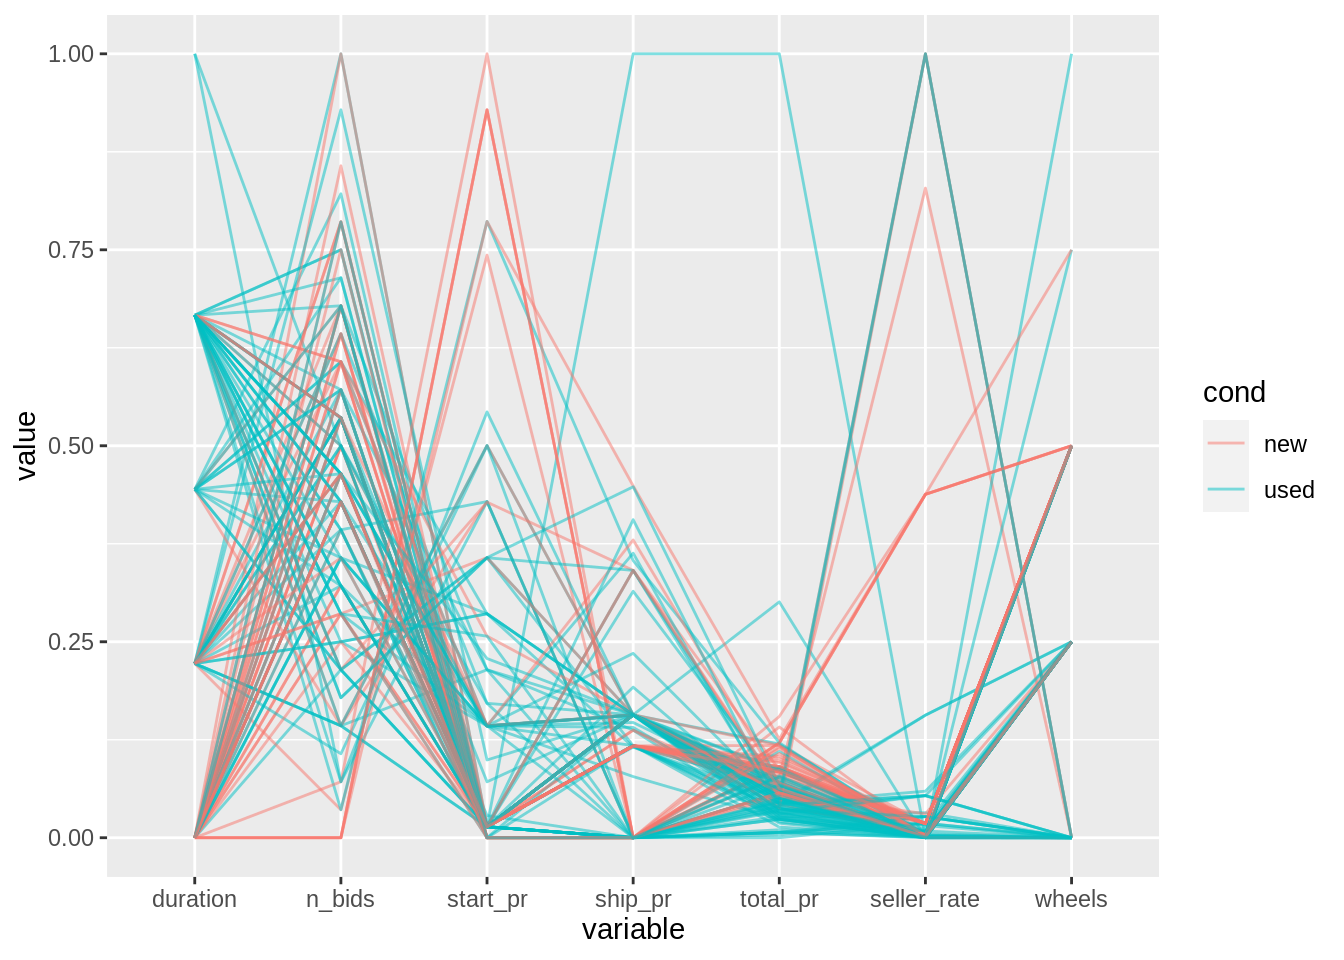 1.00
0.75
0.50
0.25
0.00
value
duration n_bids start_pr ship_pr total_pr seller_rate wheels
variable
cond
new
used